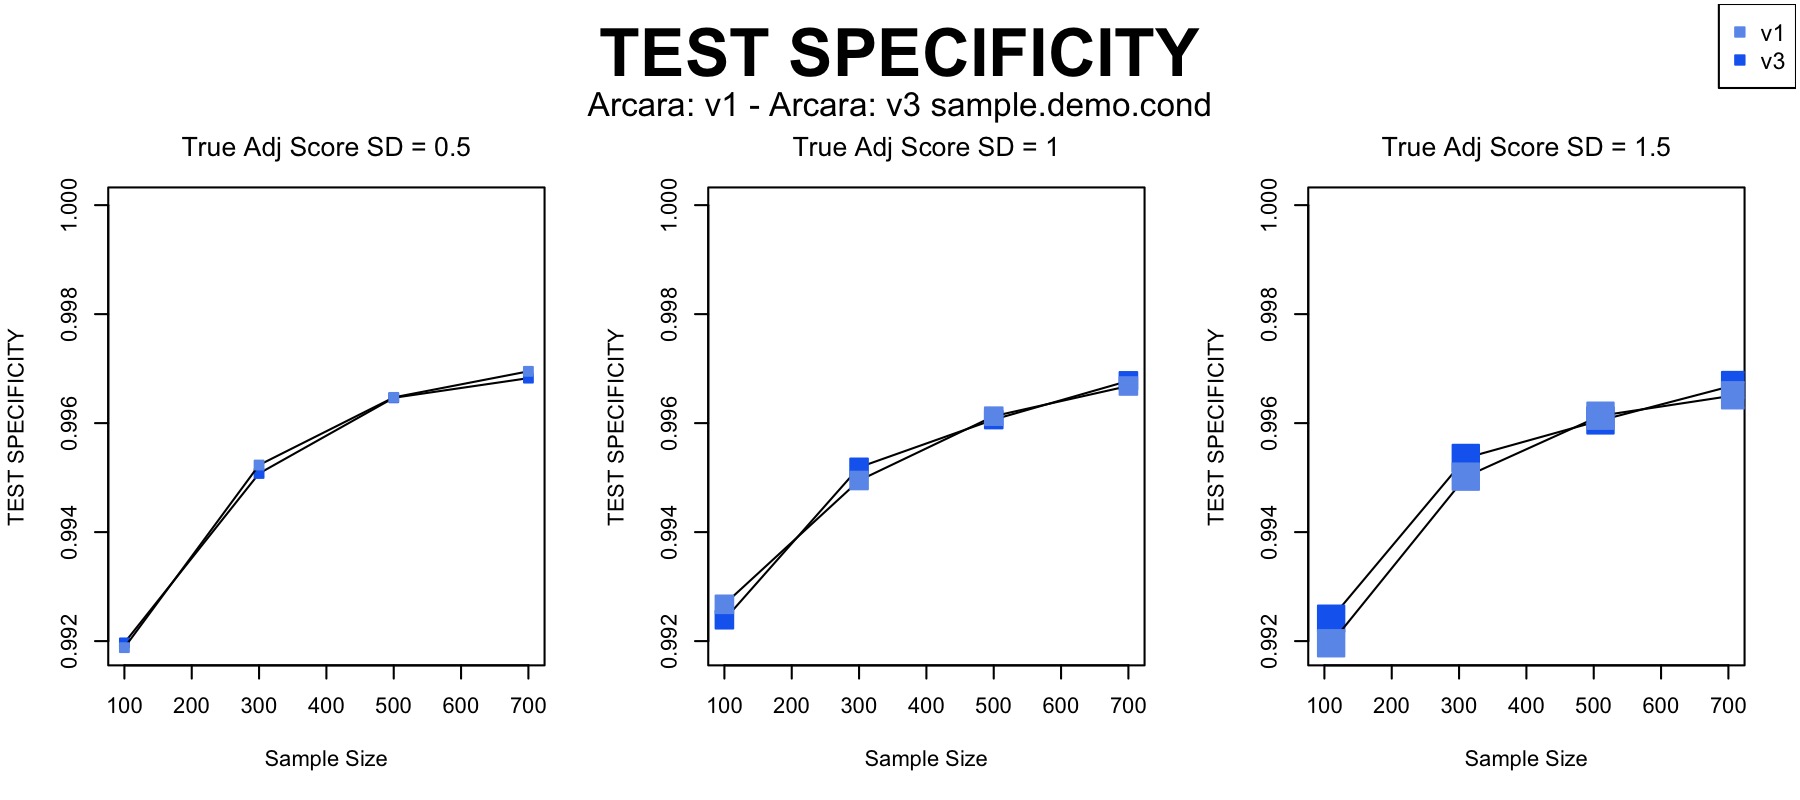 TEST SPECIFICITY
Arcara: v1 - Arcara: v3 sample.demo.cond
v1
v3
True Adj Score SD = 0.5
TEST SPECIFICITY
1.000
0.998
0.996
0.994
0.992
100 200 300 400 500 600 700
Sample Size
True Adj Score SD = 1
TEST SPECIFICITY
1.000
0.998
0.996
0.994
0.992
100 200 300 400 500 600 700
Sample Size
True Adj Score SD = 1.5
TEST SPECIFICITY
1.000
0.998
0.996
0.994
0.992
100 200 300 400 500 600 700
Sample Size